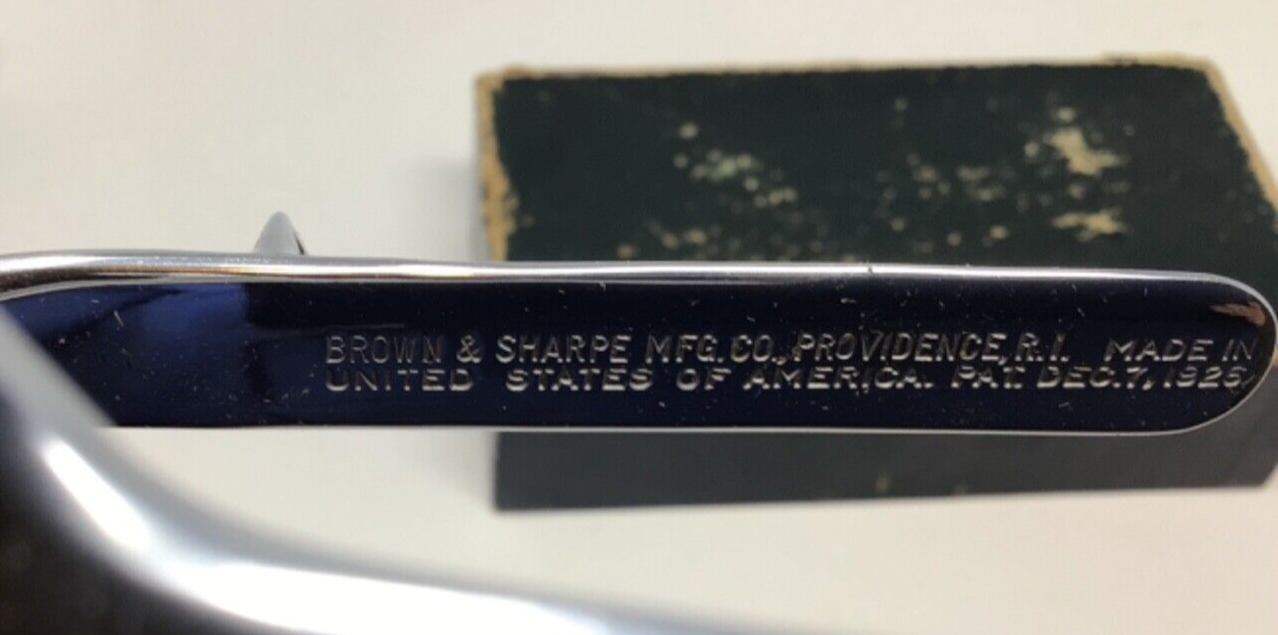 BROWN & SHARPE MFG. CO., PROVIDENCE, R.I. MADE IN
UNITED STATES OF AMERICA. PAT. DEC. 7, 1926